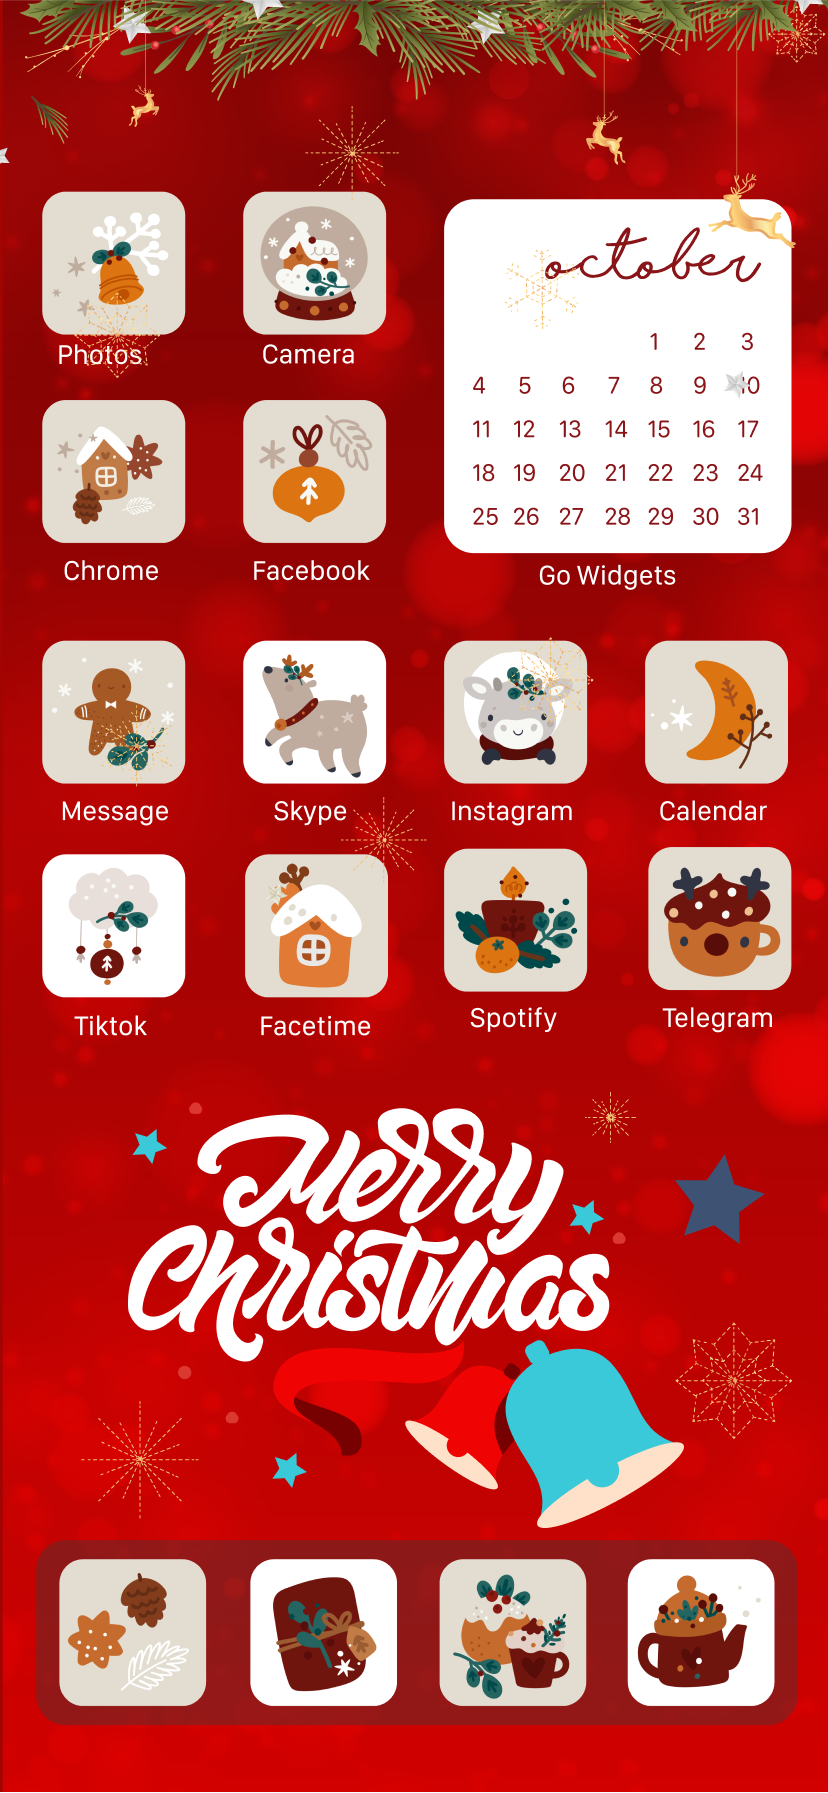 Photos
Camera
october
1 2 3
4 5 6 7 8 9 10
11 12 13 14 15 16 17
18 19 20 21 22 23 24
25 26 27 28 29 30 31
Chrome
Facebook
Go Widgets
Message
Skype
Instagram
Calendar
Tiktok
Facetime
Spotify
Telegram
Merry
Christmas